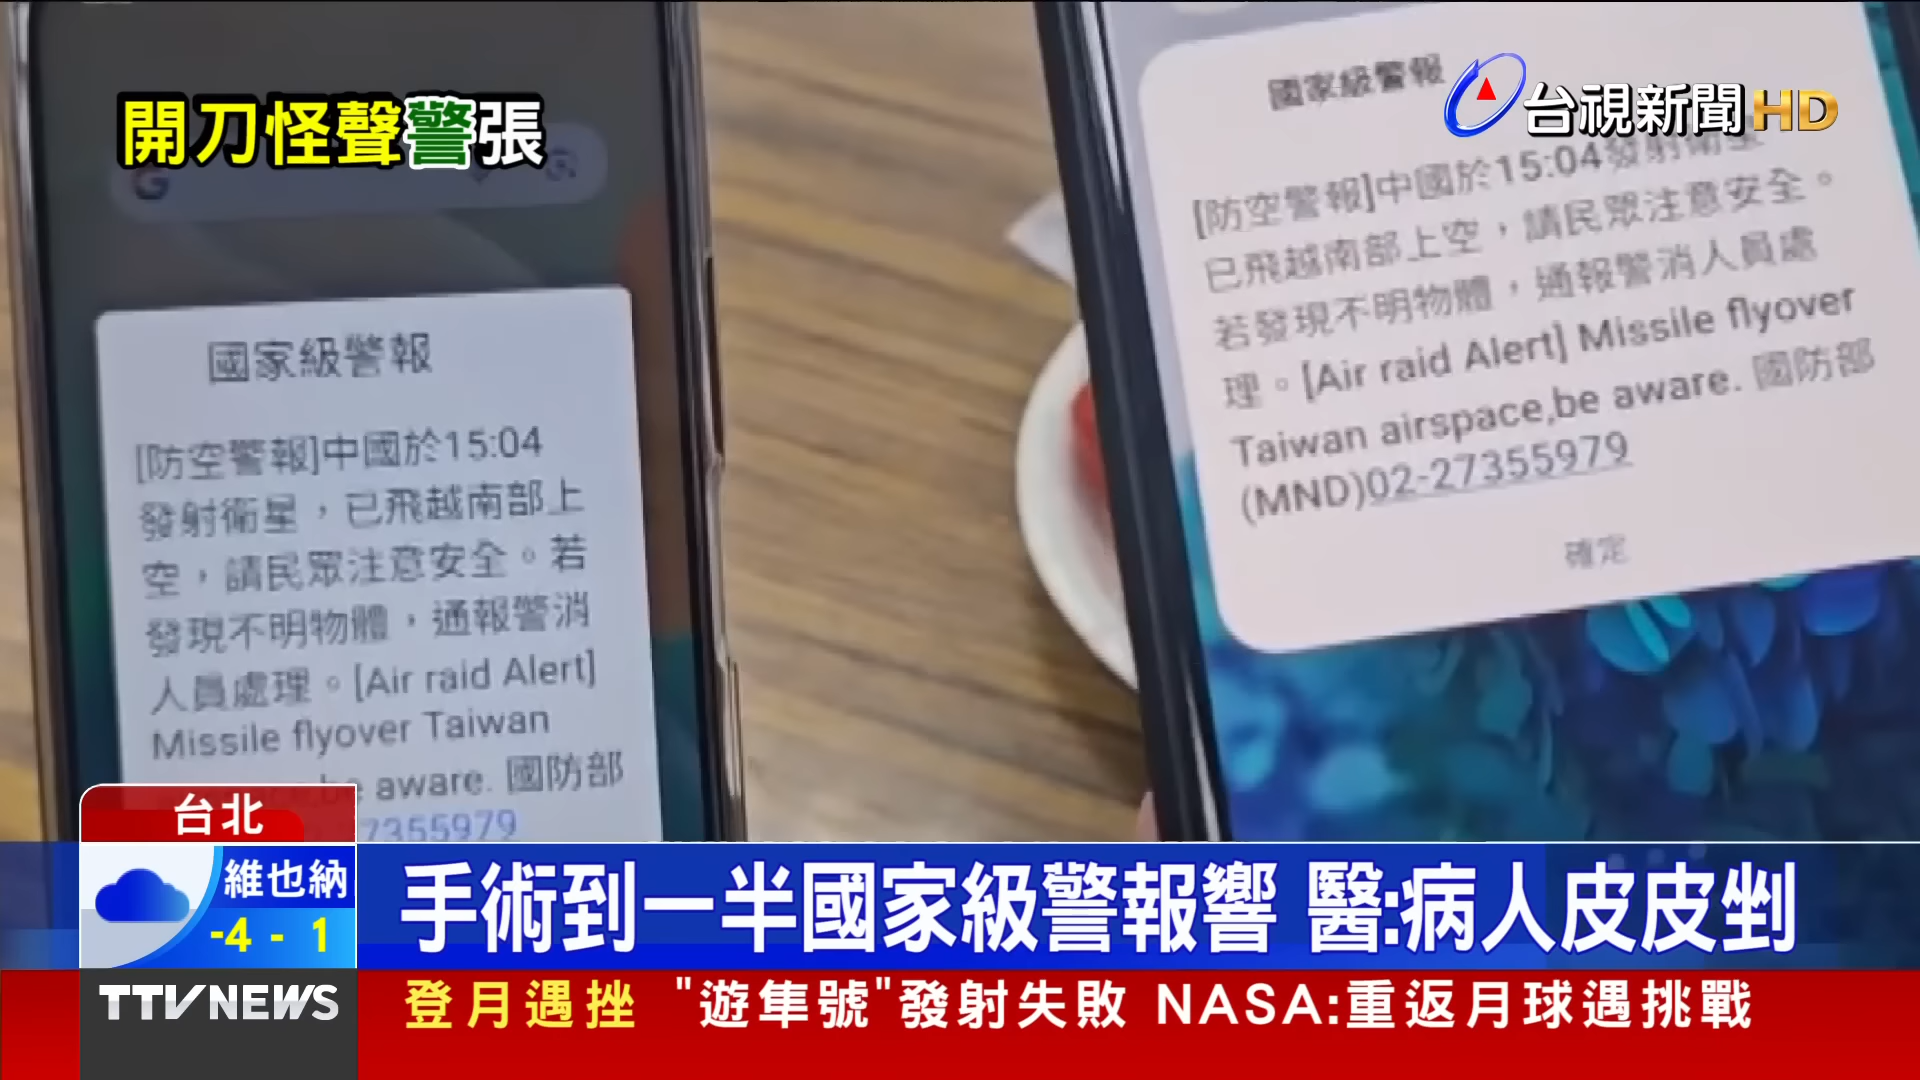 開刀怪聲警張
台視新聞HD
國家級警報
[防空警報]中國於15:04
發射衛星，已飛越南部上
空，請民眾注意安全。若
發現不明物體，通報警消
人員處理。[Air raid Alert]
Missile flyover Taiwan
be aware. 國防部
7355979
國家級警報
[防空警報]中國於15:04發射衛星
已飛越南部上空，請民眾注意安全。
若發現不明物體，通報警消人員處
理。[Air raid Alert] Missile flyover
Taiwan airspace,be aware. 國防部
(MND)02-27355979
確定
台北
維也納
-4 - 1
手術到一半國家級警報響 醫:病人皮皮剉
TTV NEWS
登月遇挫 "遊隼號"發射失敗 NASA:重返月球遇挑戰